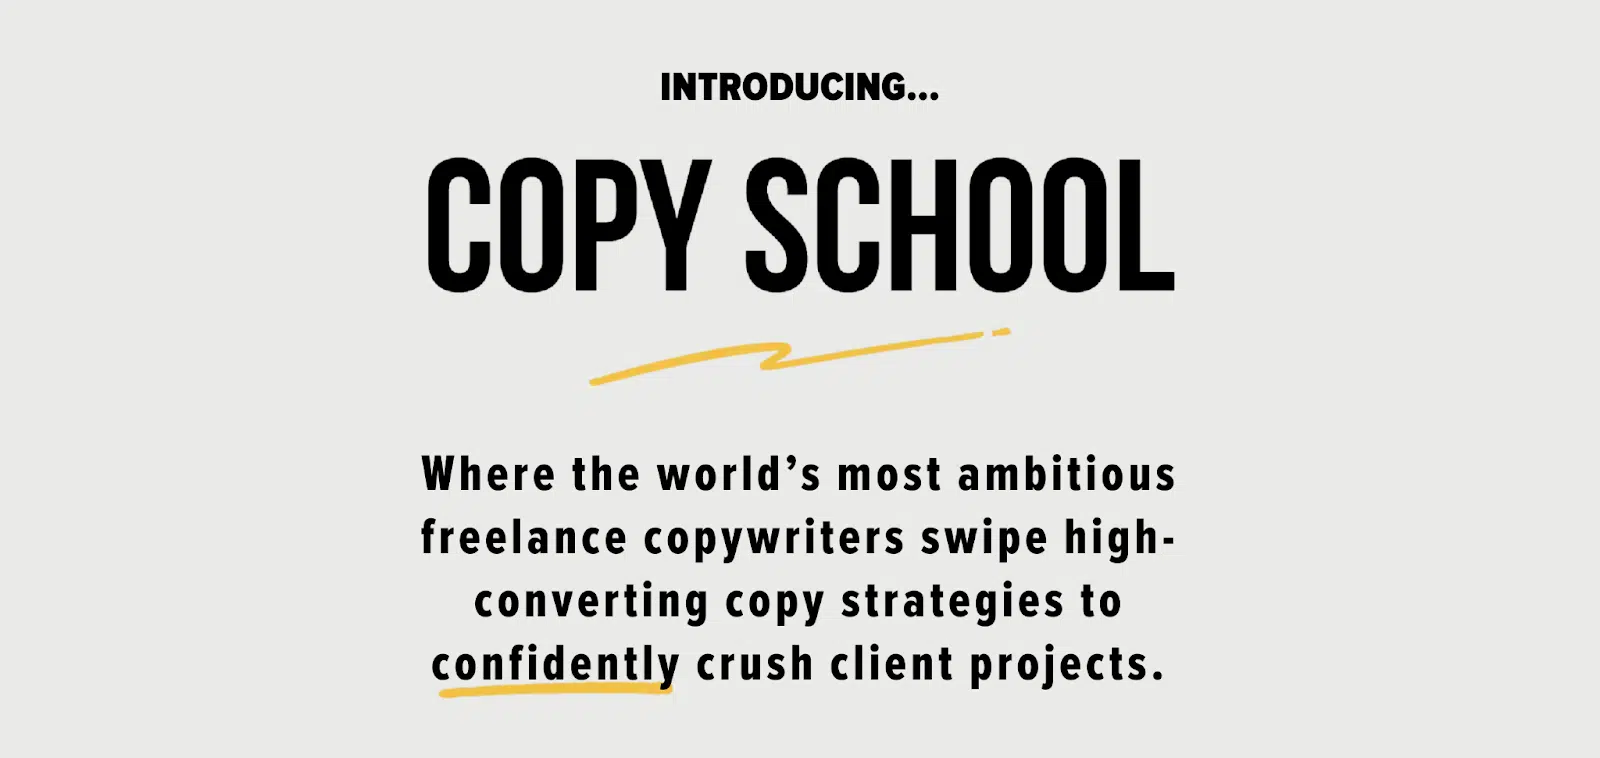 INTRODUCING...
COPY SCHOOL
Where the world’s most ambitious
freelance copywriters swipe high-
converting copy strategies to
confidently crush client projects.